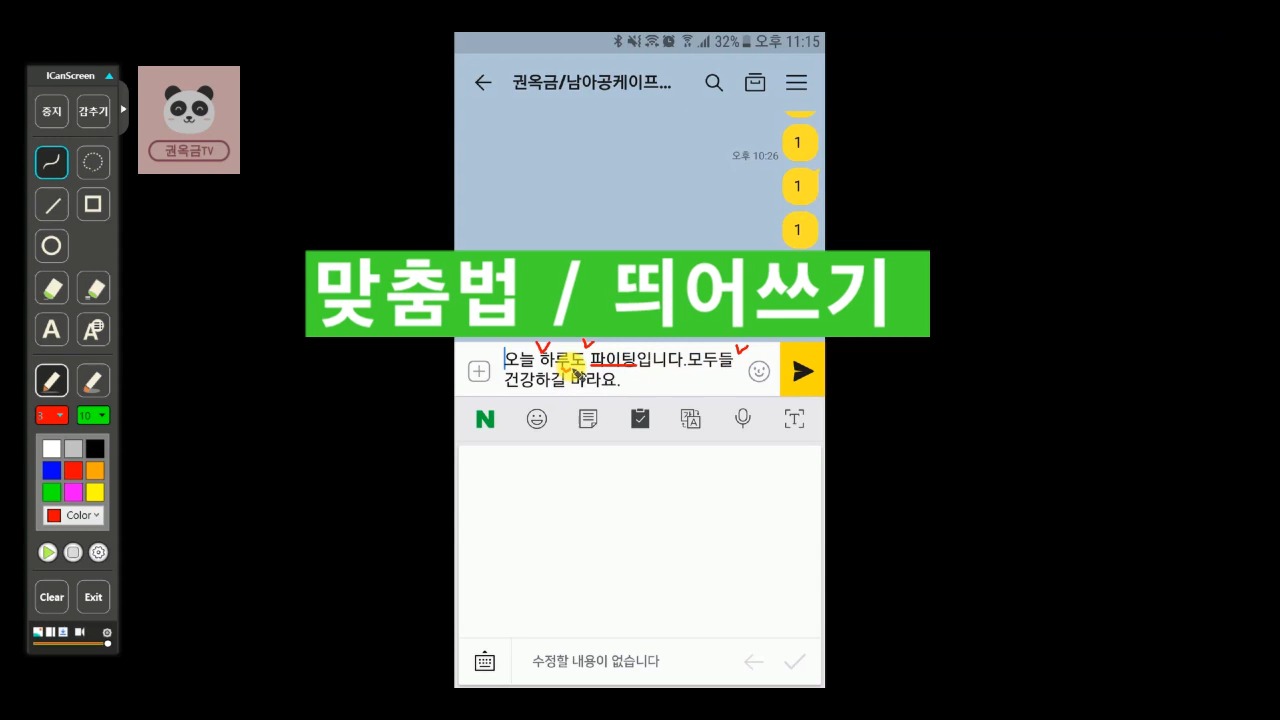 32% 오후 11:15
ICanScreen
중지 감추기
권옥금TV
권옥금/남아공케이프...
1
오후 10:26
1
1
맞춤법 / 띄어쓰기
오늘 하루도 파이팅입니다.모두들
건강하길 바라요.
N
A A
3 10
Color
Clear Exit
수정할 내용이 없습니다